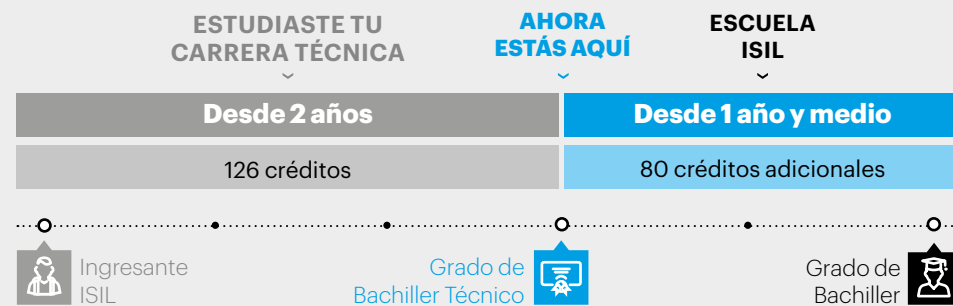 ESTUDIASTE TU
CARRERA TÉCNICA
AHORA
ESTÁS AQUÍ
ESCUELA
ISIL
Desde 2 años
Desde 1 año y medio
126 créditos
80 créditos adicionales
Ingresante
ISIL
Grado de
Bachiller Técnico
Grado de
Bachiller